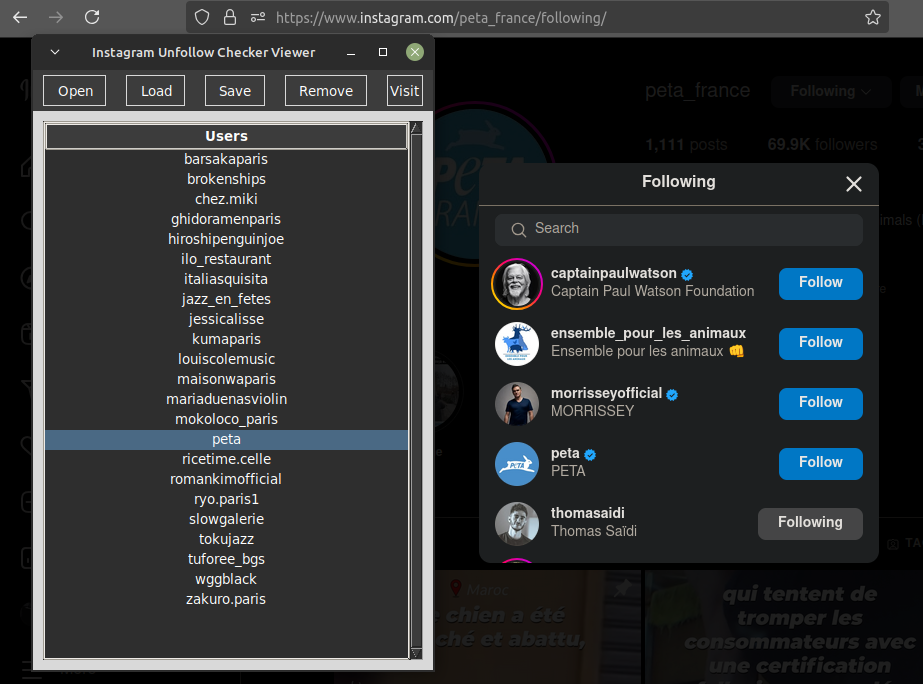 https://www.instagram.com/peta_france/following/
Instagram Unfollow Checker Viewer
Open Load Save Remove Visit
Users
barsakaparis
brokenships
chez.miki
ghidoramenparis
hiroshipenguinjoe
ilo_restaurant
italiasquisita
jazz_en_fetes
jessicalisse
kumaparis
louiscolemusic
maisonwaparis
mariaduenasviolin
mokoloco_paris
peta
ricetime.celle
romankimofficial
ryo.paris1
slowgalerie
tokujazz
tuforee_bgs
wggblack
zakuro.paris
peta_france Following
1,111 posts 69.9K followers
Following
Search
captainpaulwatson
Captain Paul Watson Foundation
Follow
ensemble_pour_les_animaux
Ensemble pour les animaux 👊
Follow
morrisseyofficial
MORRISSEY
Follow
peta
PETA
Follow
thomasaidi
Thomas Saïdi
Following
Maroc
chien a été
et abattu,
qui tentent de
tromper les
consommateurs avec
une certification